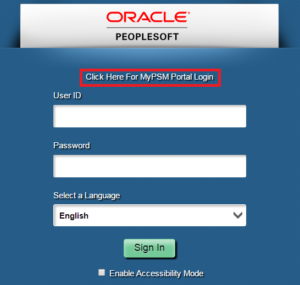 ORACLE
PEOPLESOFT
Click Here For MyPSM Portal Login
User ID
Password
Select a Language
English
Sign In
Enable Accessibility Mode